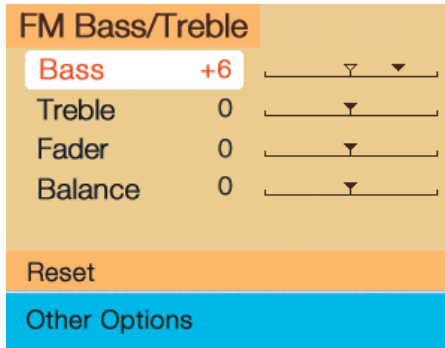 FM Bass/Treble
Bass +6
Treble 0
Fader 0
Balance 0
Reset
Other Options